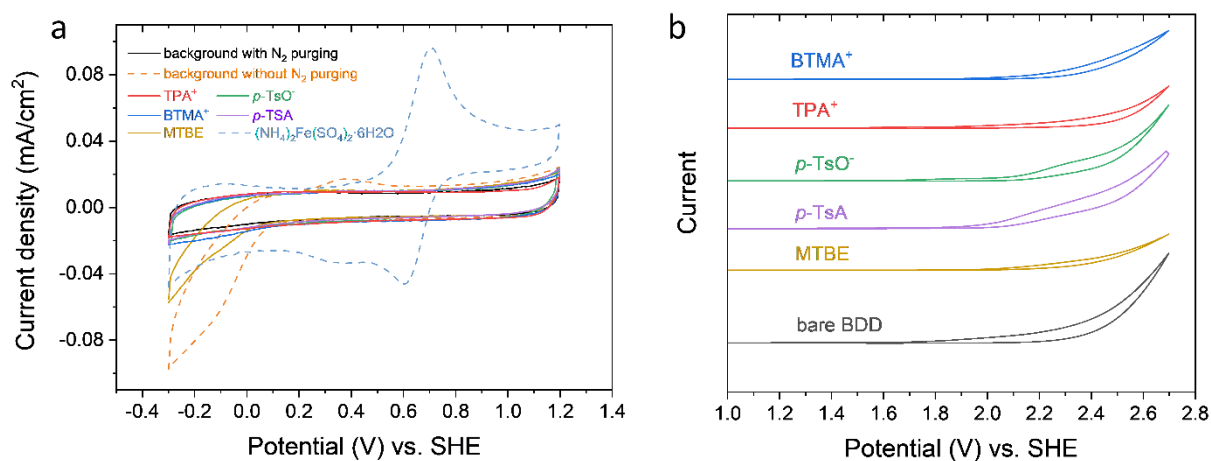 a
background with N₂ purging
background without N₂ purging
TPA⁺ p-TsO⁻
BTMA⁺ p-TSA
MTBE (NH₄)₂Fe(SO₄)₂·6H2O
Current density (mA/cm²)
0.08
0.04
0.00
-0.04
-0.08
-0.4 -0.2 0.0 0.2 0.4 0.6 0.8 1.0 1.2 1.4
Potential (V) vs. SHE
b
BTMA⁺
TPA⁺
p-TsO⁻
p-TsA
MTBE
bare BDD
Current
1.0 1.2 1.4 1.6 1.8 2.0 2.2 2.4 2.6 2.8
Potential (V) vs. SHE